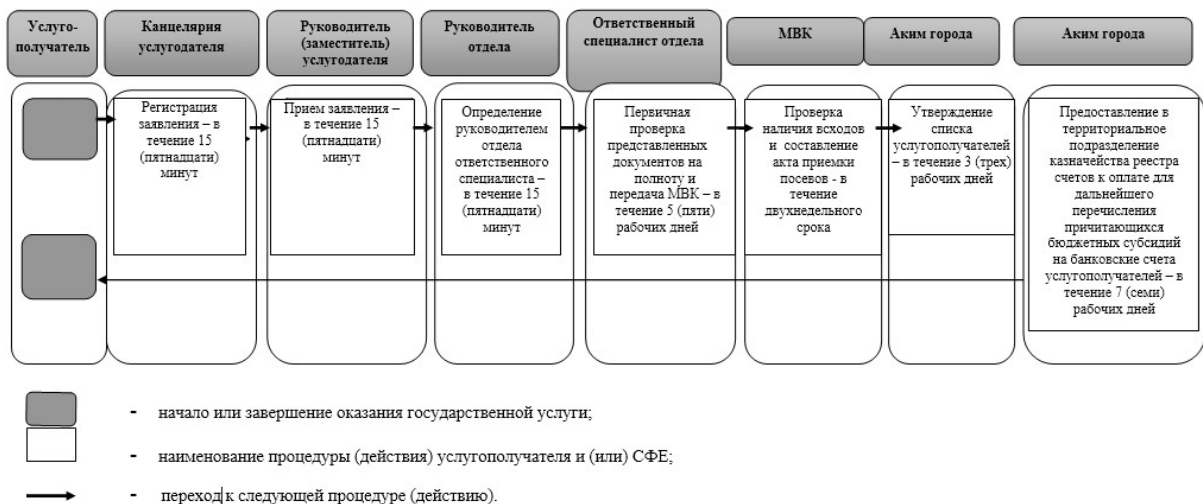 Услуго-
получатель
Канцелярия
услугодателя
Руководитель
(заместитель)
услугодателя
Руководитель
отдела
Ответственный
специалист отдела
МВК
Аким города
Аким города
Регистрация
заявления – в
течение 15
(пятнадцати)
минут
Прием заявления –
в течение 15
(пятнадцати)
минут
Определение
руководителем
отдела
ответственного
специалиста –
в течение 15
(пятнадцати)
минут
Первичная
проверка
представленных
документов на
полноту и
передача МВК – в
течение 5 (пяти)
рабочих дней
Проверка
наличия всходов
и составление
акта приемки
посевов - в
течение
двухнедельного
срока
Утверждение
списка
услугополучателей
– в течение 3 (трех)
рабочих дней
Предоставление в
территориальное
подразделение
казначейства реестра
счетов к оплате для
дальнейшего
перечисления
причитающихся
бюджетных субсидий
на банковские счета
услугополучателей – в
течение 7 (семи)
рабочих дней
- начало или завершение оказания государственной услуги;
- наименование процедуры (действия) услугополучателя и (или) СФЕ;
- переход к следующей процедуре (действию).